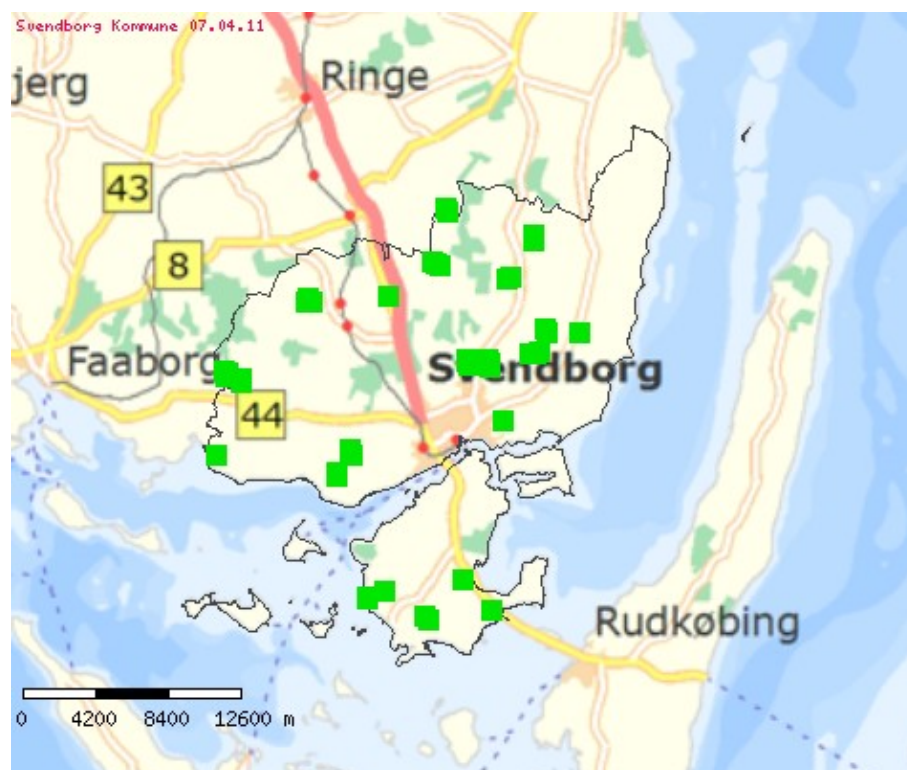 Svendborg Kommune 07.04.11
jerg
Ringe
43
8
Faaborg
Svendborg
44
Rudkøbing
0 4200 8400 12600 m